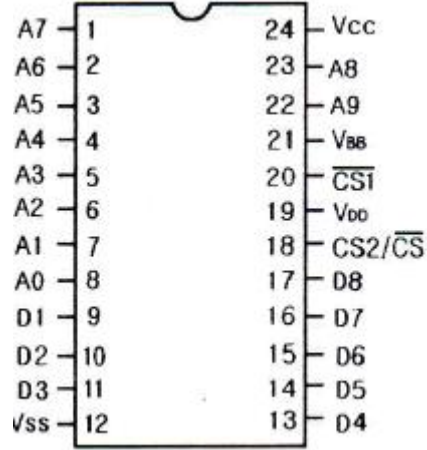 A7 1 24 Vcc
A6 2 23 A8
A5 3 22 A9
A4 4 21 VBB
A3 5 20 C̅S̅1̅
A2 6 19 VDD
A1 7 18 CS2/C̅S̅
A0 8 17 D8
D1 9 16 D7
D2 10 15 D6
D3 11 14 D5
Vss 12 13 D4